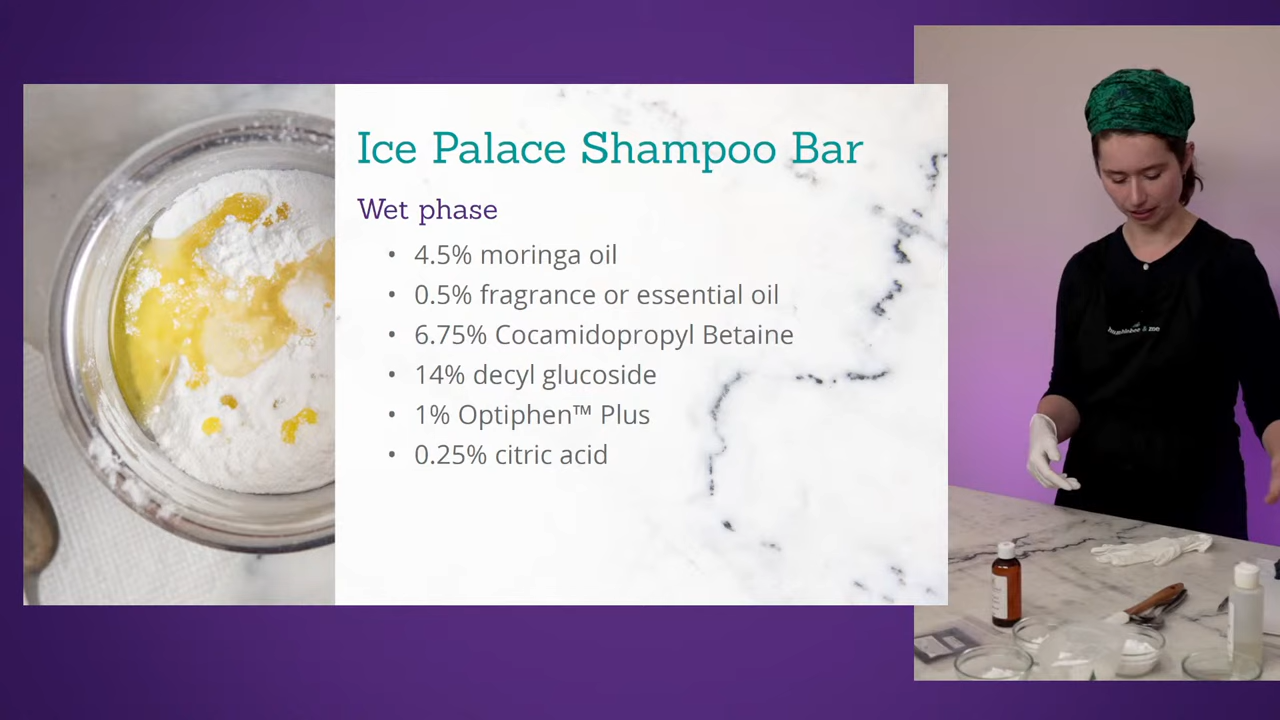 Ice Palace Shampoo Bar
Wet phase
• 4.5% moringa oil
• 0.5% fragrance or essential oil
• 6.75% Cocamidopropyl Betaine
• 14% decyl glucoside
• 1% Optiphen™ Plus
• 0.25% citric acid